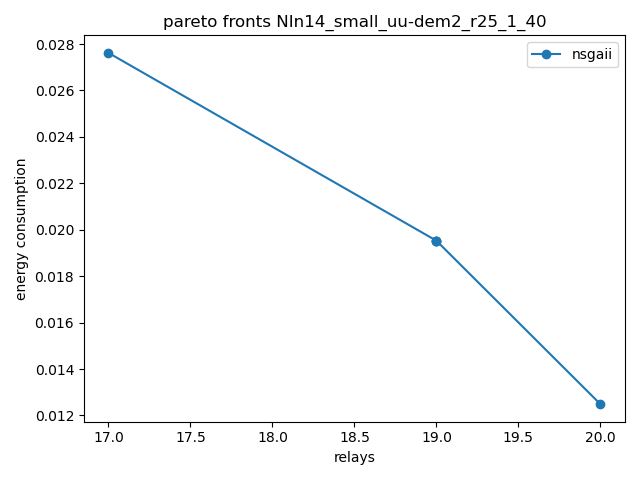 pareto fronts NIn14_small_uu-dem2_r25_1_40
nsgaii
energy consumption
0.028
0.026
0.024
0.022
0.020
0.018
0.016
0.014
0.012
17.0 17.5 18.0 18.5 19.0 19.5 20.0
relays